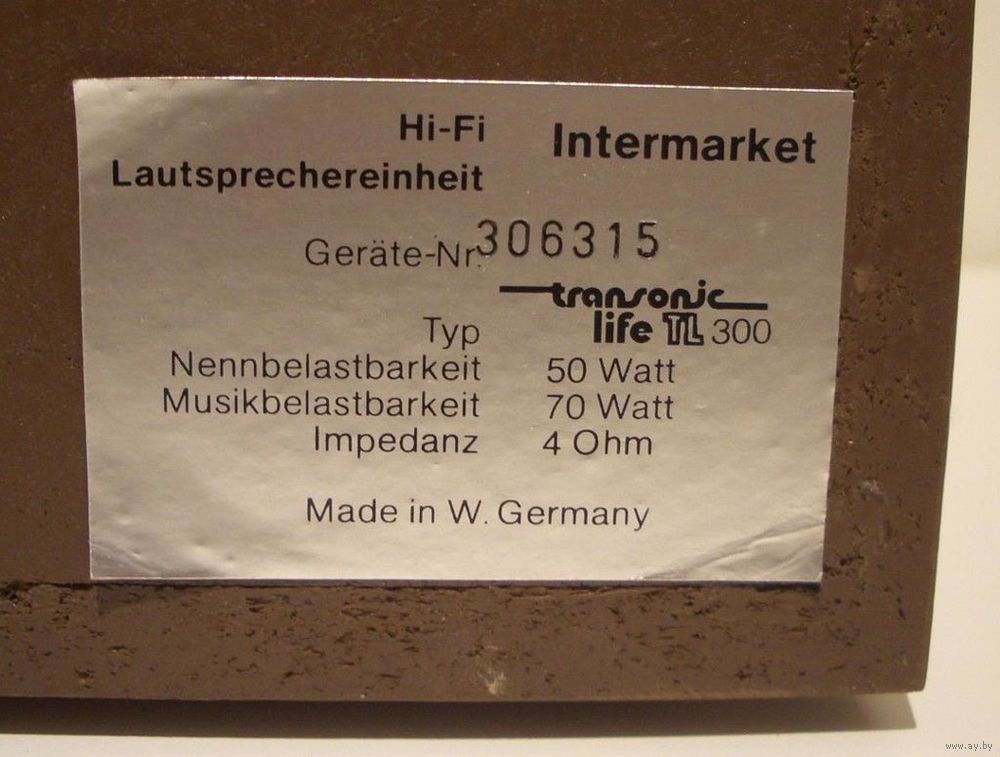 Hi-Fi Intermarket
Lautsprechereinheit
Geräte-Nr. 306315
transonic
Typ life TL 300
Nennbelastbarkeit 50 Watt
Musikbelastbarkeit 70 Watt
Impedanz 4 Ohm
Made in W. Germany
www.ay.by